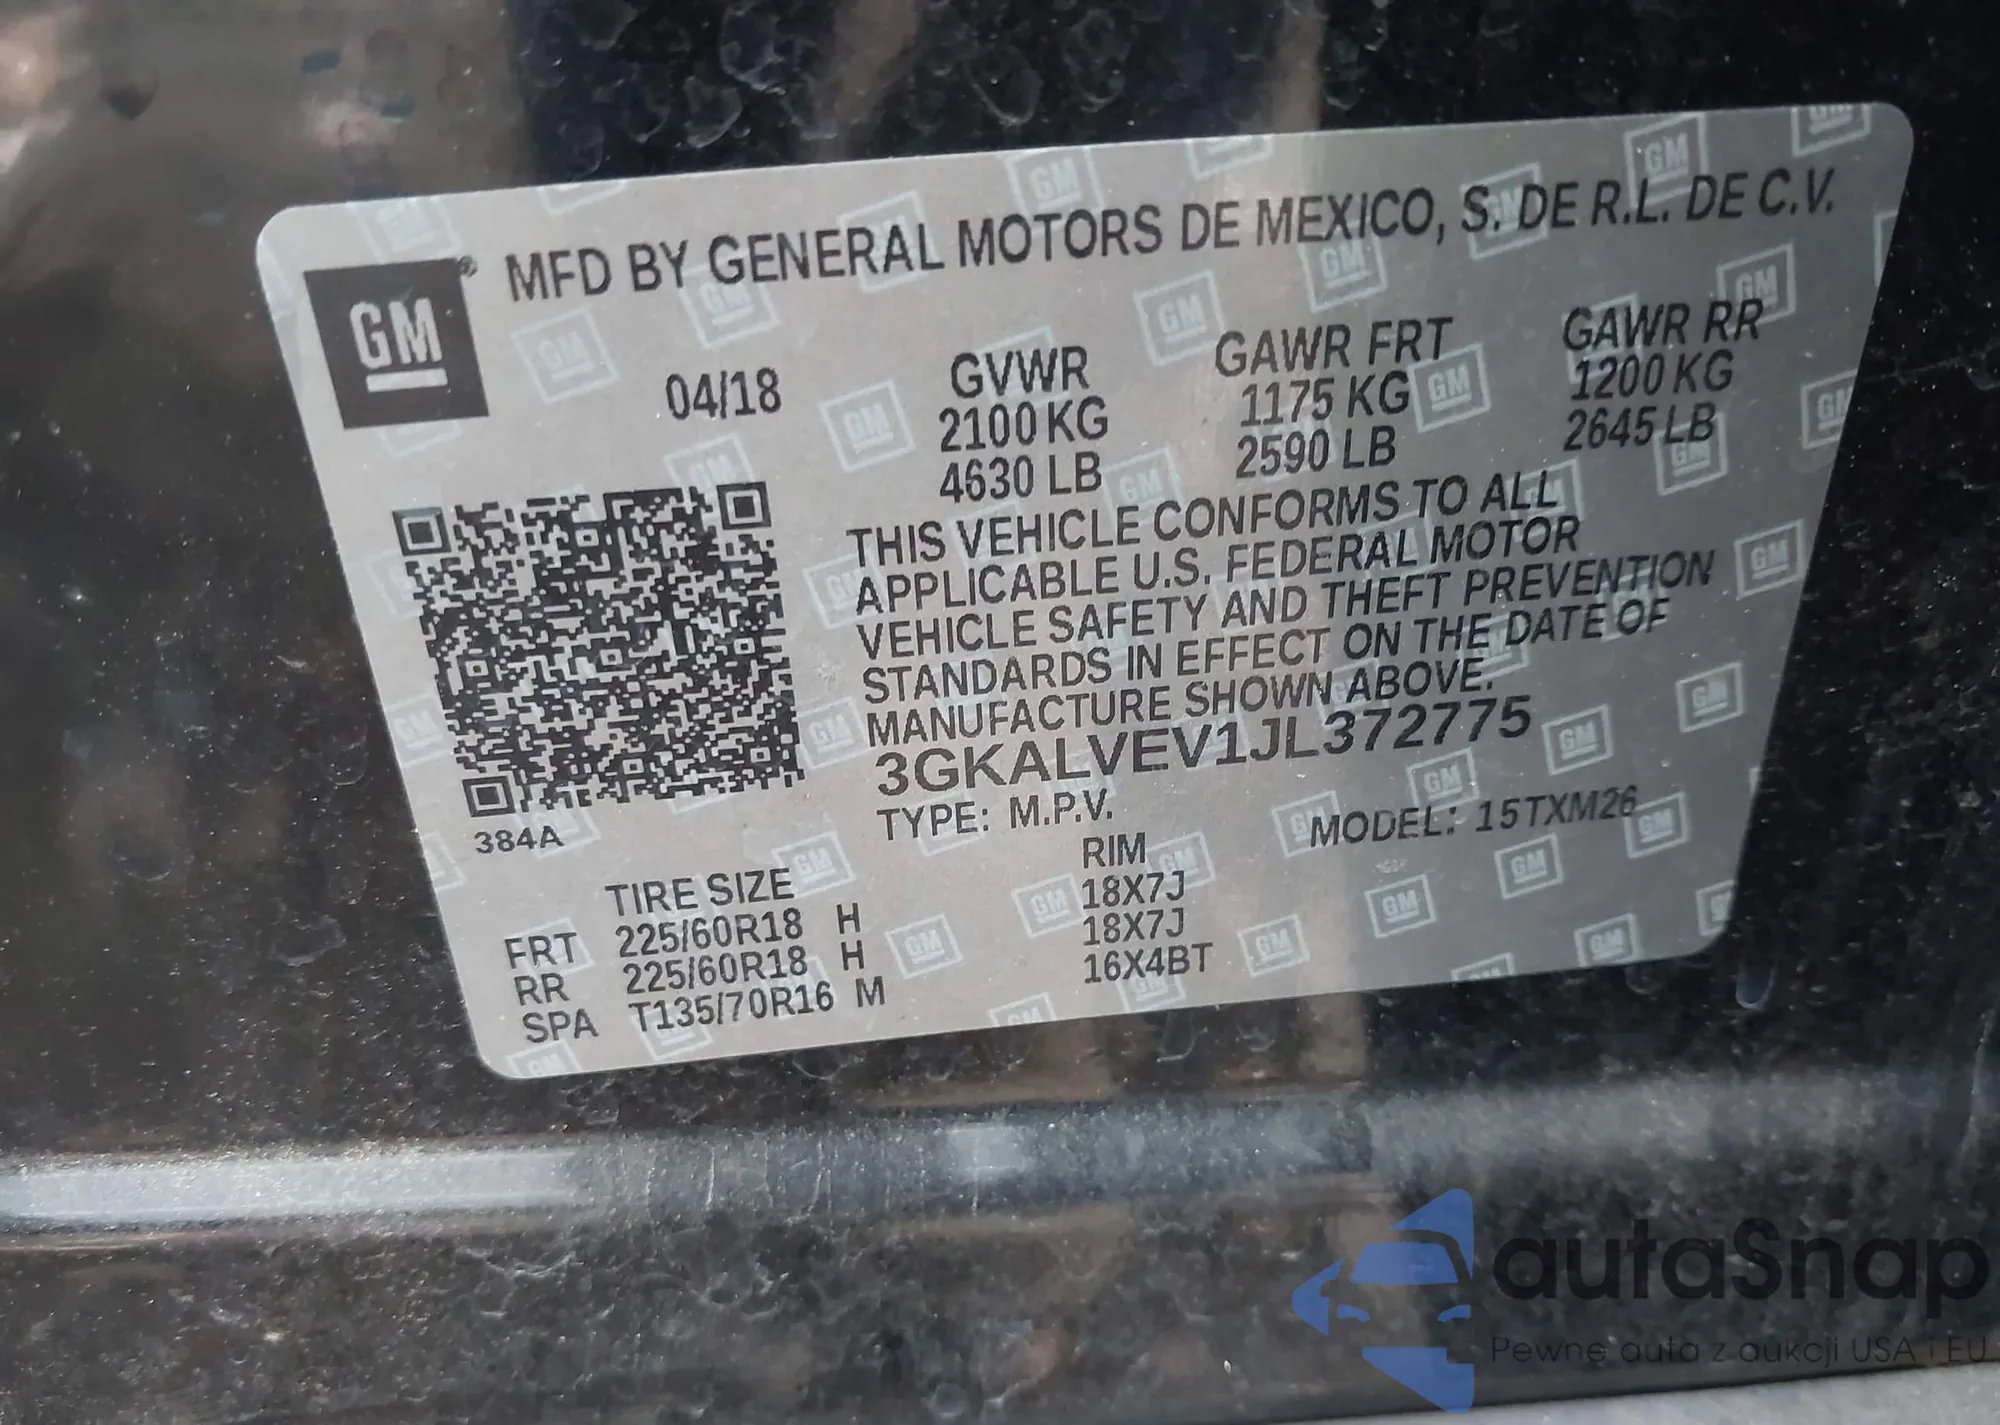 GM® MFD BY GENERAL MOTORS DE MEXICO, S. DE R.L. DE C.V.
04/18
GVWR GAWR FRT GAWR RR
2100 KG 1175 KG 1200 KG
4630 LB 2590 LB 2645 LB
THIS VEHICLE CONFORMS TO ALL
APPLICABLE U.S. FEDERAL MOTOR
VEHICLE SAFETY AND THEFT PREVENTION
STANDARDS IN EFFECT ON THE DATE OF
MANUFACTURE SHOWN ABOVE.
3GKALVEV1JL372775
TYPE: M.P.V. MODEL: 15TXM26
384A
TIRE SIZE RIM
FRT 225/60R18 H 18X7J
RR 225/60R18 H 18X7J
SPA T135/70R16 M 16X4BT
autaSnap
Pewne auta z aukcji USA i EU